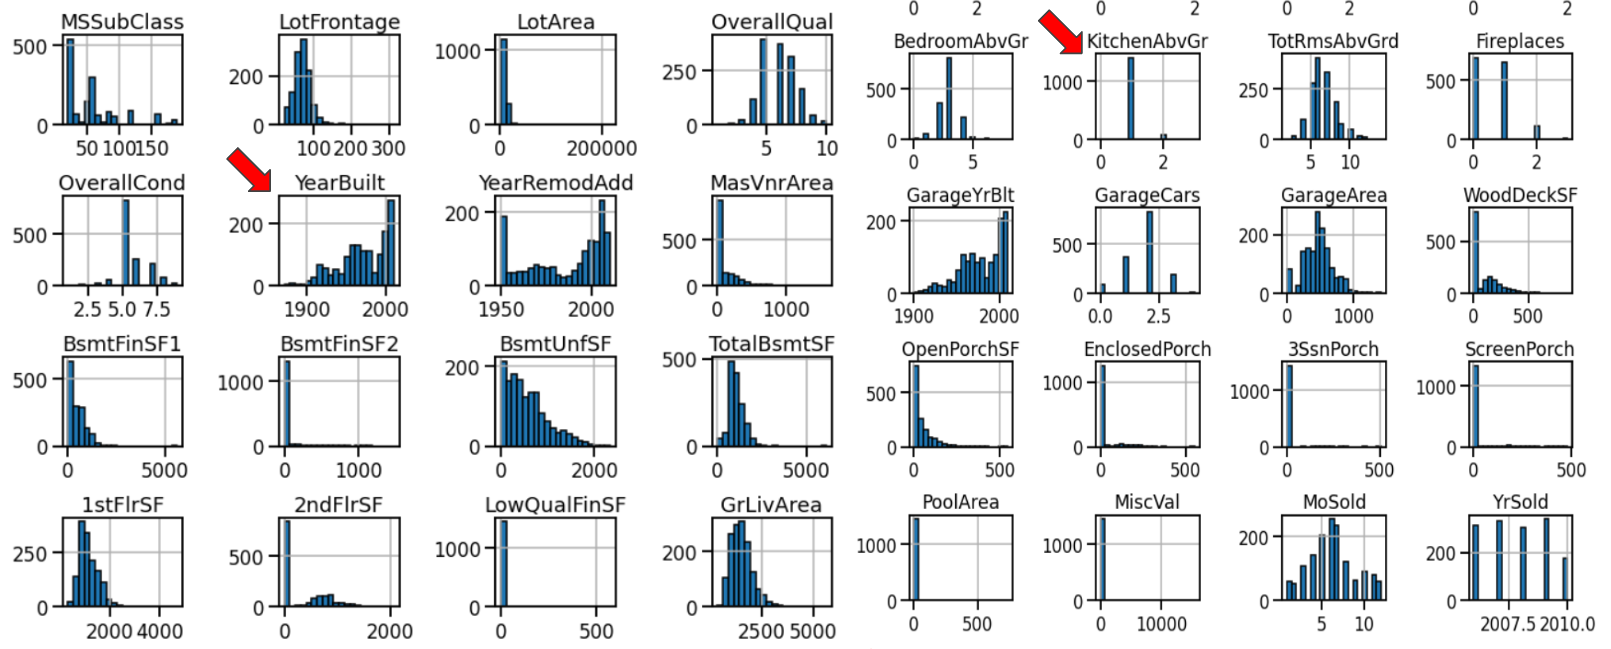 0 2 0 2 0 2 0 2
MSSubClass LotFrontage LotArea OverallQual
BedroomAbvGr KitchenAbvGr TotRmsAbvGrd Fireplaces
500 0 50 100 150
200 0 100 200 300
1000 0 0 200000
250 0 5 10
500 0 0 5
1000 0 0 2
250 0 5 10
500 0 0 2
OverallCond YearBuilt YearRemodAdd MasVnrArea
GarageYrBlt GarageCars GarageArea WoodDeckSF
500 0 2.5 5.0 7.5
200 0 1900 2000
200 0 1950 2000
500 0 0 1000
200 0 1900 2000
500 0 0.0 2.5
200 0 0 1000
500 0 0 500
BsmtFinSF1 BsmtFinSF2 BsmtUnfSF TotalBsmtSF
OpenPorchSF EnclosedPorch 3SsnPorch ScreenPorch
500 0 0 5000
1000 0 0 1000
200 0 0 2000
500 0 0 5000
500 0 0 500
1000 0 0 500
1000 0 0 500
1000 0 0 500
1stFlrSF 2ndFlrSF LowQualFinSF GrLivArea
PoolArea MiscVal MoSold YrSold
250 0 2000 4000
500 0 0 2000
1000 0 0 500
200 0 2500 5000
1000 0 0 500
1000 0 0 10000
200 0 5 10
200 0 2007.5 2010.0